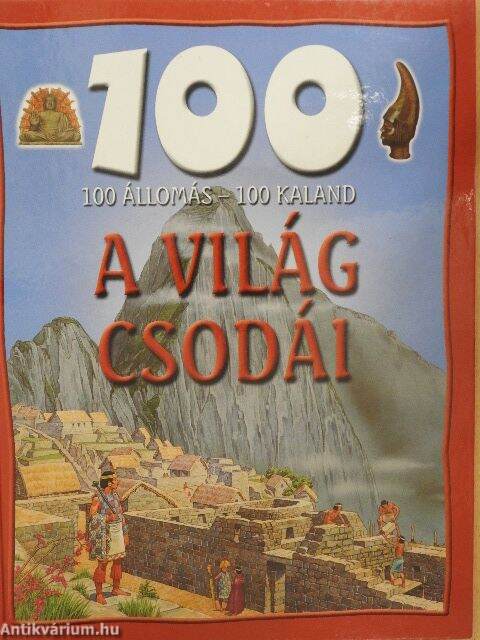 100
100 ÁLLOMÁS – 100 KALAND
A VILÁG
CSODÁI
Antikvárium.hu